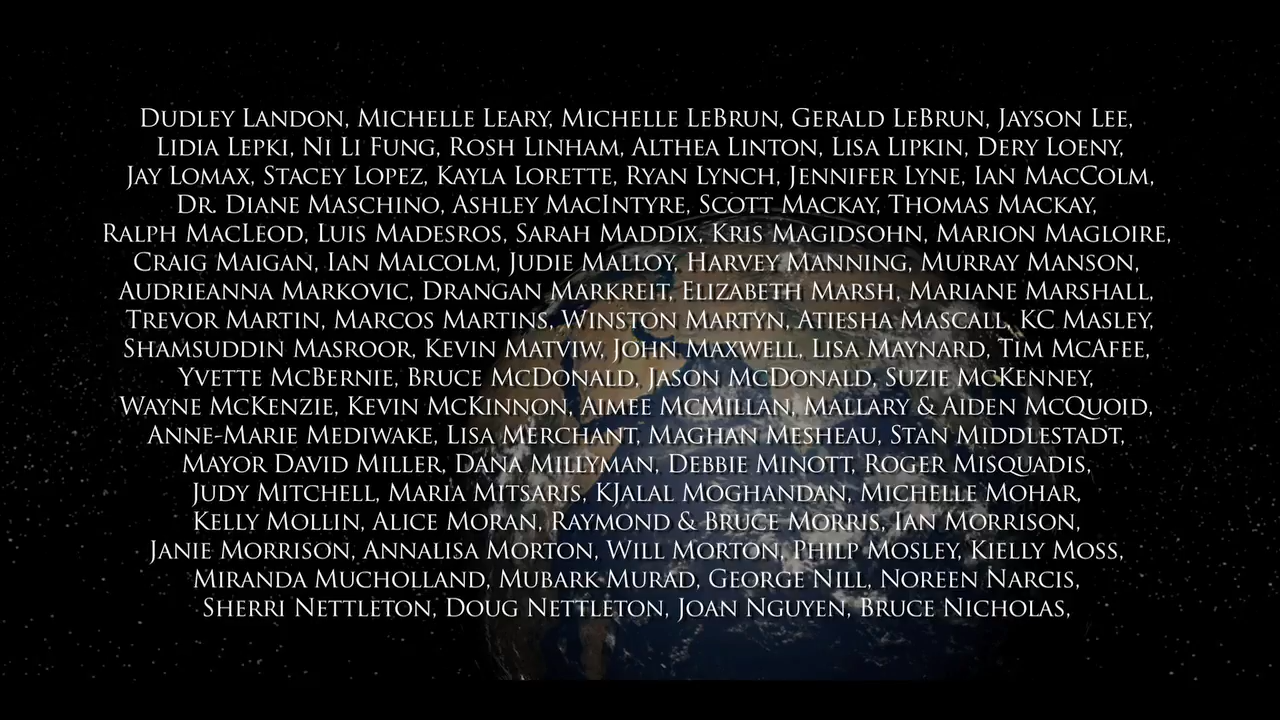 Dudley Landon, Michelle Leary, Michelle LeBrun, Gerald LeBrun, Jayson Lee,
Lidia Lepki, Ni Li Fung, Rosh Linham, Althea Linton, Lisa Lipkin, Dery Loeny,
Jay Lomax, Stacey Lopez, Kayla Lorette, Ryan Lynch, Jennifer Lyne, Ian MacColm,
Dr. Diane Maschino, Ashley MacIntyre, Scott Mackay, Thomas Mackay,
Ralph MacLeod, Luis Madesros, Sarah Maddix, Kris Magidsohn, Marion Magloire,
Craig Maigan, Ian Malcolm, Judie Malloy, Harvey Manning, Murray Manson,
Audrieanna Markovic, Drangan Markreit, Elizabeth Marsh, Mariane Marshall,
Trevor Martin, Marcos Martins, Winston Martyn, Atiesha Mascall, KC Masley,
Shamsuddin Masroor, Kevin Matviw, John Maxwell, Lisa Maynard, Tim McAfee,
Yvette McBernie, Bruce McDonald, Jason McDonald, Suzie McKenney,
Wayne McKenzie, Kevin McKinnon, Aimee McMillan, Mallary & Aiden McQuoid,
Anne-Marie Mediwake, Lisa Merchant, Maghan Mesheau, Stan Middlestadt,
Mayor David Miller, Dana Millyman, Debbie Minott, Roger Misquadis,
Judy Mitchell, Maria Mitsaris, KJalal Moghandan, Michelle Mohar,
Kelly Mollin, Alice Moran, Raymond & Bruce Morris, Ian Morrison,
Janie Morrison, Annalisa Morton, Will Morton, Philp Mosley, Kielly Moss,
Miranda Mucholland, Mubark Murad, George Nill, Noreen Narcis,
Sherri Nettleton, Doug Nettleton, Joan Nguyen, Bruce Nicholas,